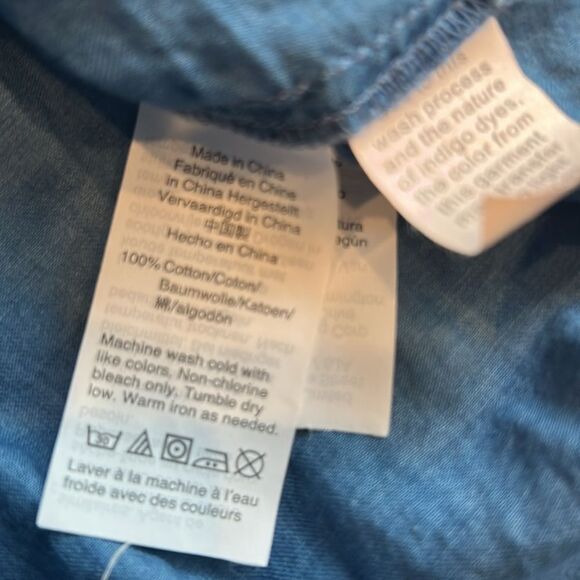 Made in China
Fabriqué en China
in China Hergestellt
Vervaardigd in China
中国製
Hecho en China
100% Cotton/Coton/
Baumwolle/Katoen/
綿/algodón
Machine wash cold with
like colors. Non-chlorine
bleach only. Tumble dry
low. Warm iron as needed.
30
Laver à la machine à l'eau
froide avec des couleurs
wash process
and the nature
of indigo dyes,
the color from
this garment